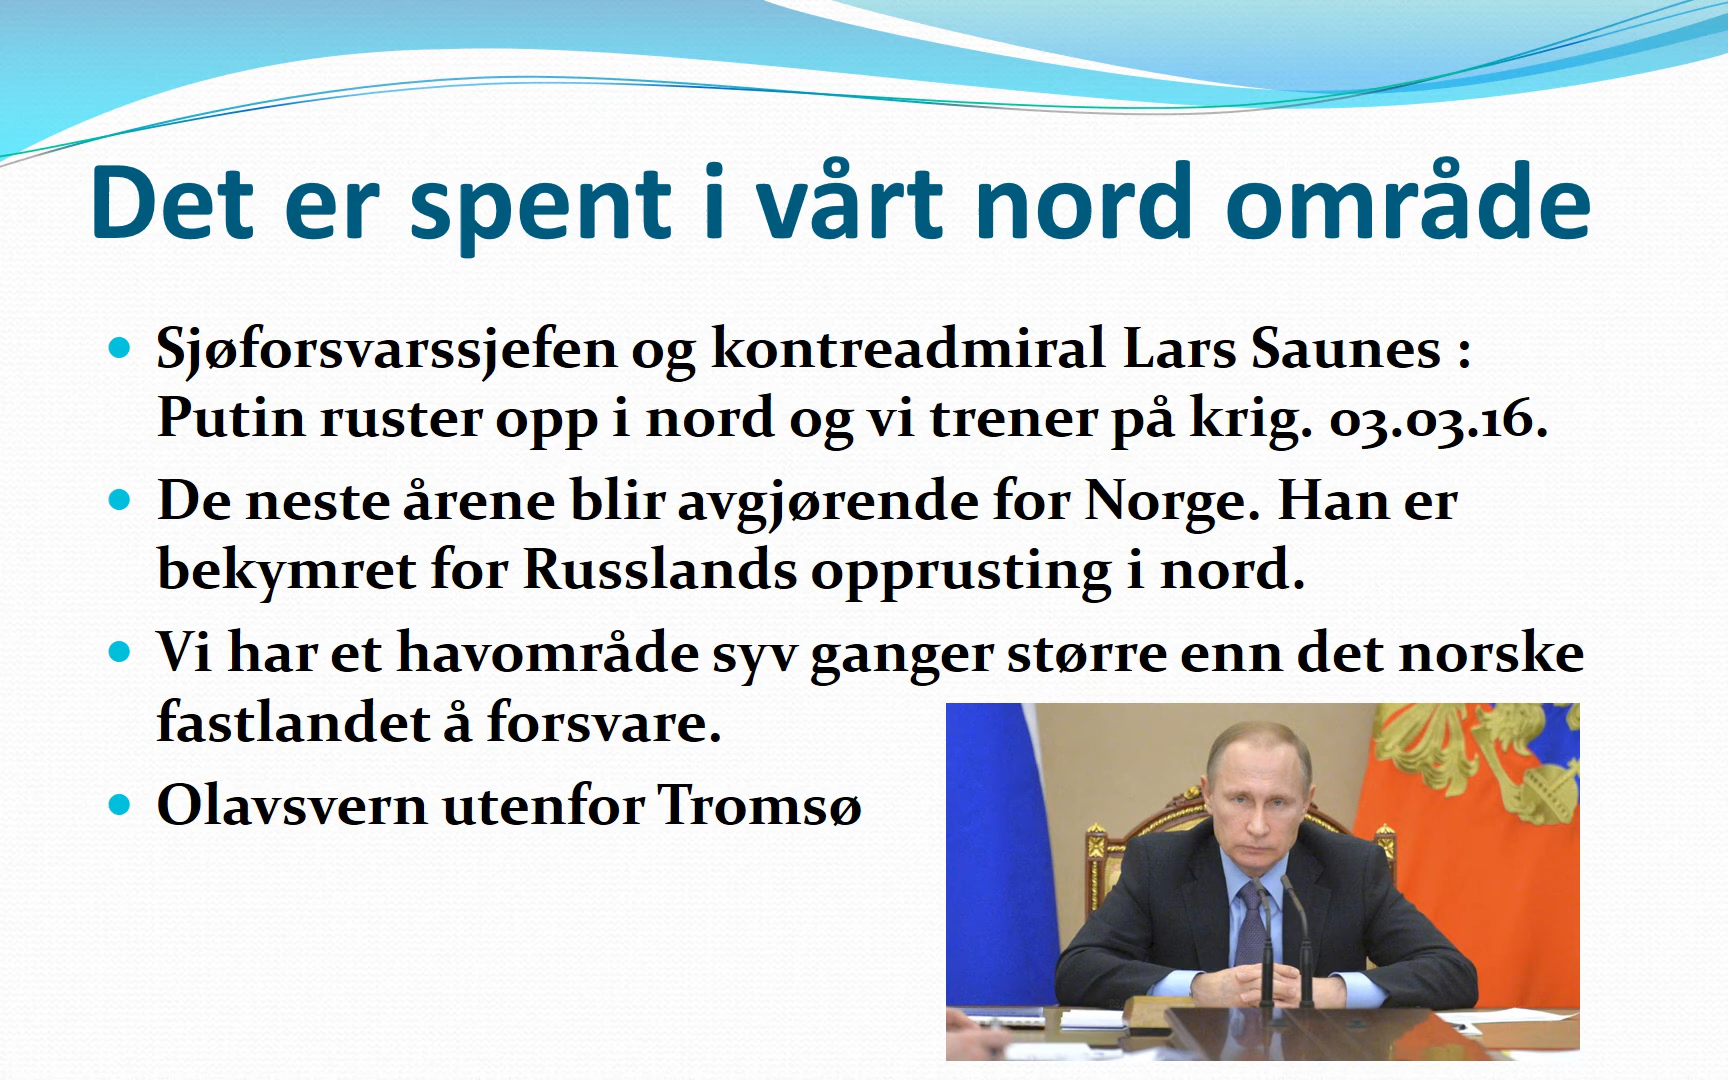 Det er spent i vårt nord område
Sjøforsvarssjefen og kontreadmiral Lars Saunes :
Putin ruster opp i nord og vi trener på krig. 03.03.16.
De neste årene blir avgjørende for Norge. Han er
bekymret for Russlands opprusting i nord.
Vi har et havområde syv ganger større enn det norske
fastlandet å forsvare.
Olavsvern utenfor Tromsø